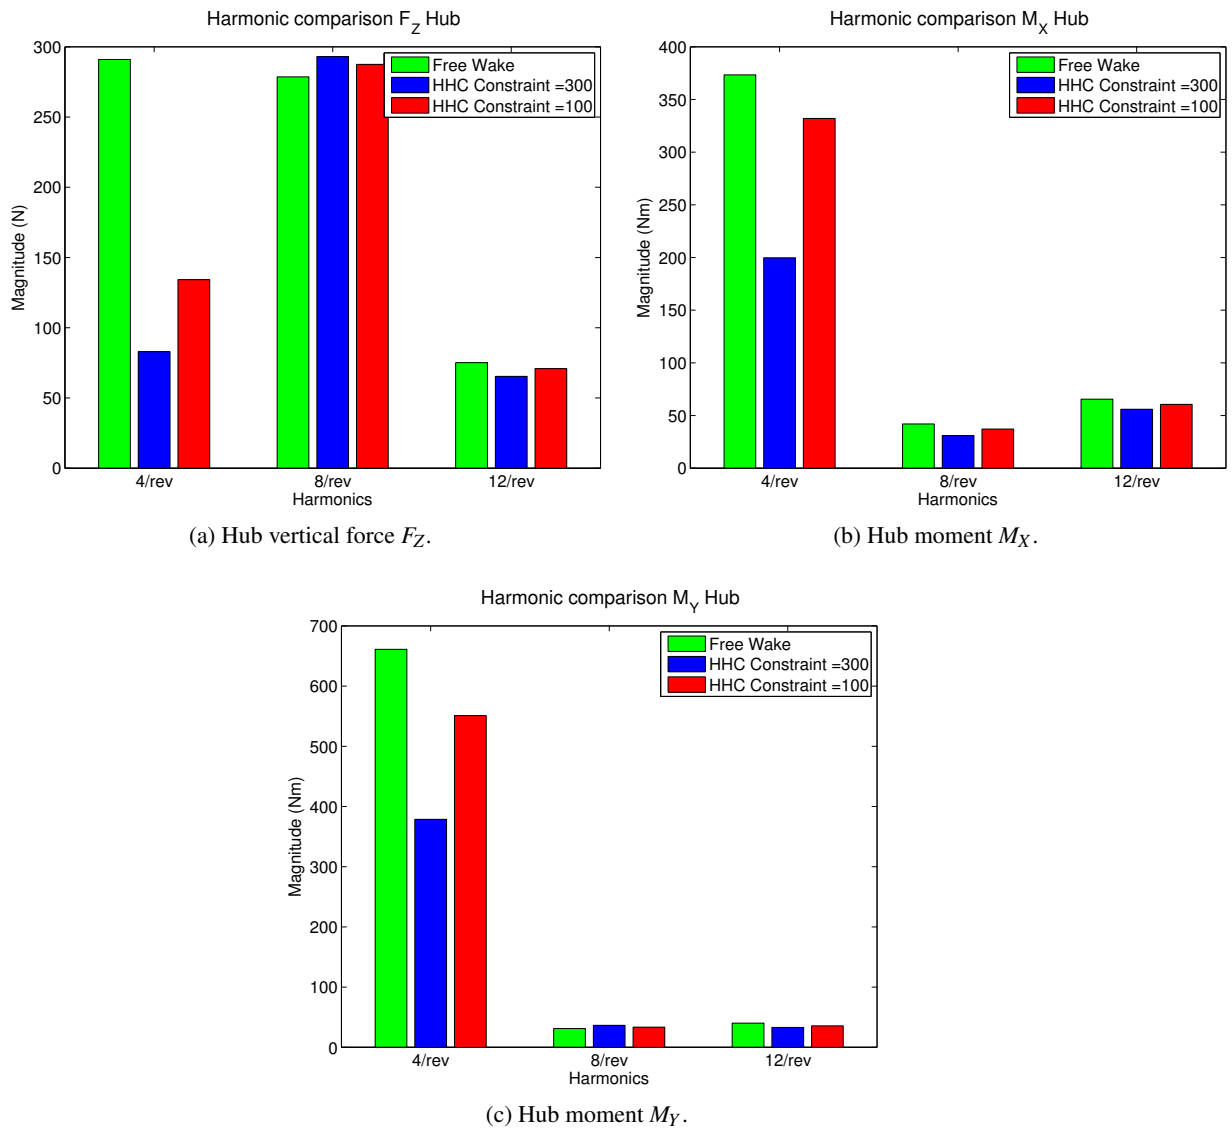 Harmonic comparison F_Z Hub
300
250
200
150
100
50
0
Magnitude (N)
Free Wake
HHC Constraint =300
HHC Constraint =100
4/rev 8/rev 12/rev
Harmonics
(a) Hub vertical force F_Z.
Harmonic comparison M_X Hub
400
350
300
250
200
150
100
50
0
Magnitude (Nm)
Free Wake
HHC Constraint =300
HHC Constraint =100
4/rev 8/rev 12/rev
Harmonics
(b) Hub moment M_X.
Harmonic comparison M_Y Hub
700
600
500
400
300
200
100
0
Magnitude (Nm)
Free Wake
HHC Constraint =300
HHC Constraint =100
4/rev 8/rev 12/rev
Harmonics
(c) Hub moment M_Y.